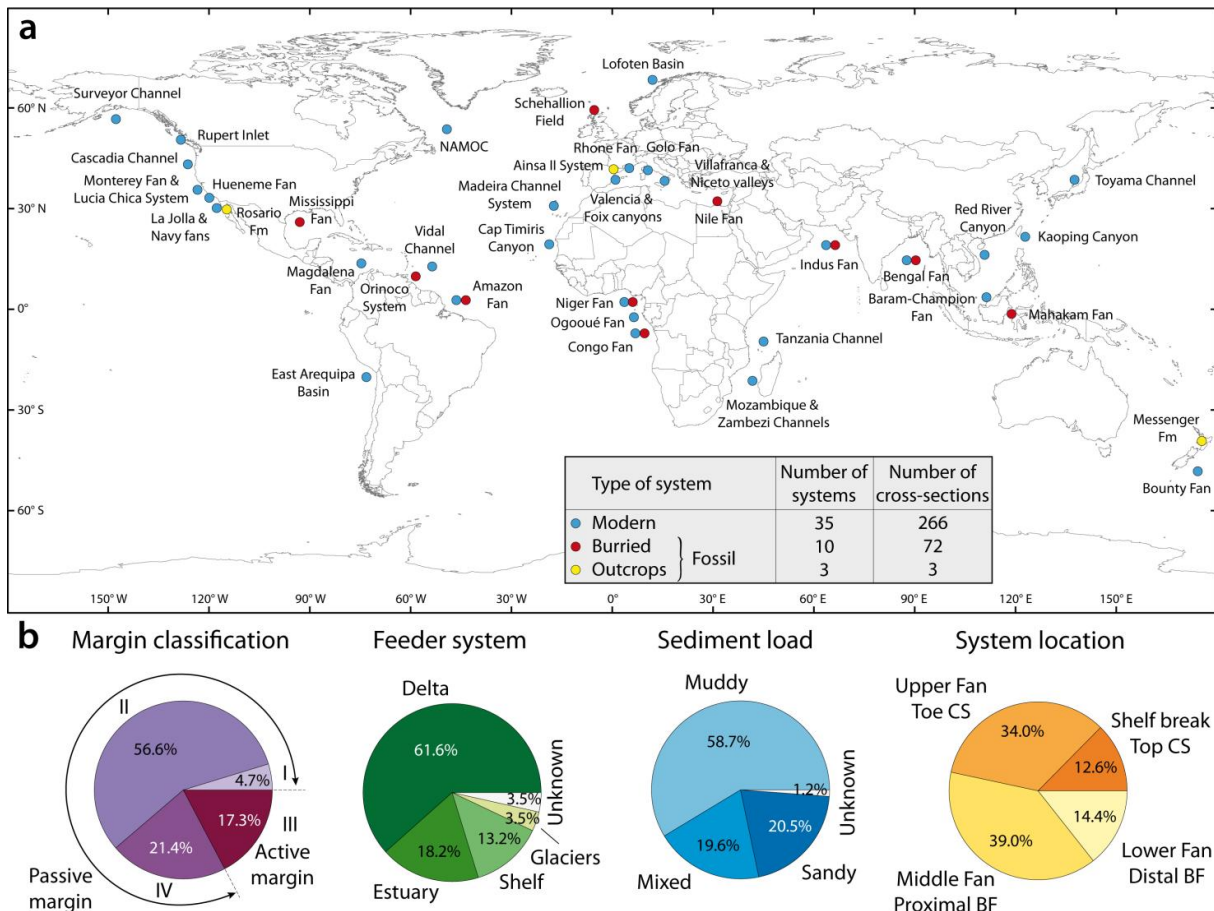 a
Lofoten Basin
Surveyor Channel
60° N
Schehallion
Field
Rupert Inlet
NAMOC
Rhone Fan
Golo Fan
Cascadia Channel
Ainsa II System
Villafranca &
Niceto valleys
Monterey Fan &
Lucia Chica System
Hueneme Fan
Madeira Channel
System
Toyama Channel
30° N
La Jolla &
Navy fans
Rosario
Fm
Mississippi
Fan
Valencia &
Foix canyons
Nile Fan
Red River
Canyon
Vidal
Channel
Cap Timiris
Canyon
Kaoping Canyon
Magdalena
Fan
Indus Fan
Bengal Fan
Orinoco
System
Amazon
Fan
Niger Fan
Baram-Champion
Fan
0°
Ogooué Fan
Mahakam Fan
Congo Fan
Tanzania Channel
East Arequipa
Basin
30° S
Mozambique &
Zambezi Channels
Messenger
Fm
Bounty Fan
60° S
Type of system
Number of
systems
Number of
cross-sections
Modern 35 266
Burried 10 72
Outcrops 3 3
Fossil
150° W 120° W 90° W 60° W 30° W 0° 30° E 60° E 90° E 120° E 150° E
b
Margin classification
II
56.6%
I
4.7%
III
17.3%
Active
margin
21.4%
IV
Passive
margin
Feeder system
Delta
61.6%
Unknown
3.5%
3.5%
Glaciers
13.2%
Shelf
18.2%
Estuary
Sediment load
Muddy
58.7%
Unknown
1.2%
20.5%
Sandy
19.6%
Mixed
System location
Upper Fan
Toe CS
34.0%
Shelf break
Top CS
12.6%
14.4%
Lower Fan
Distal BF
39.0%
Middle Fan
Proximal BF